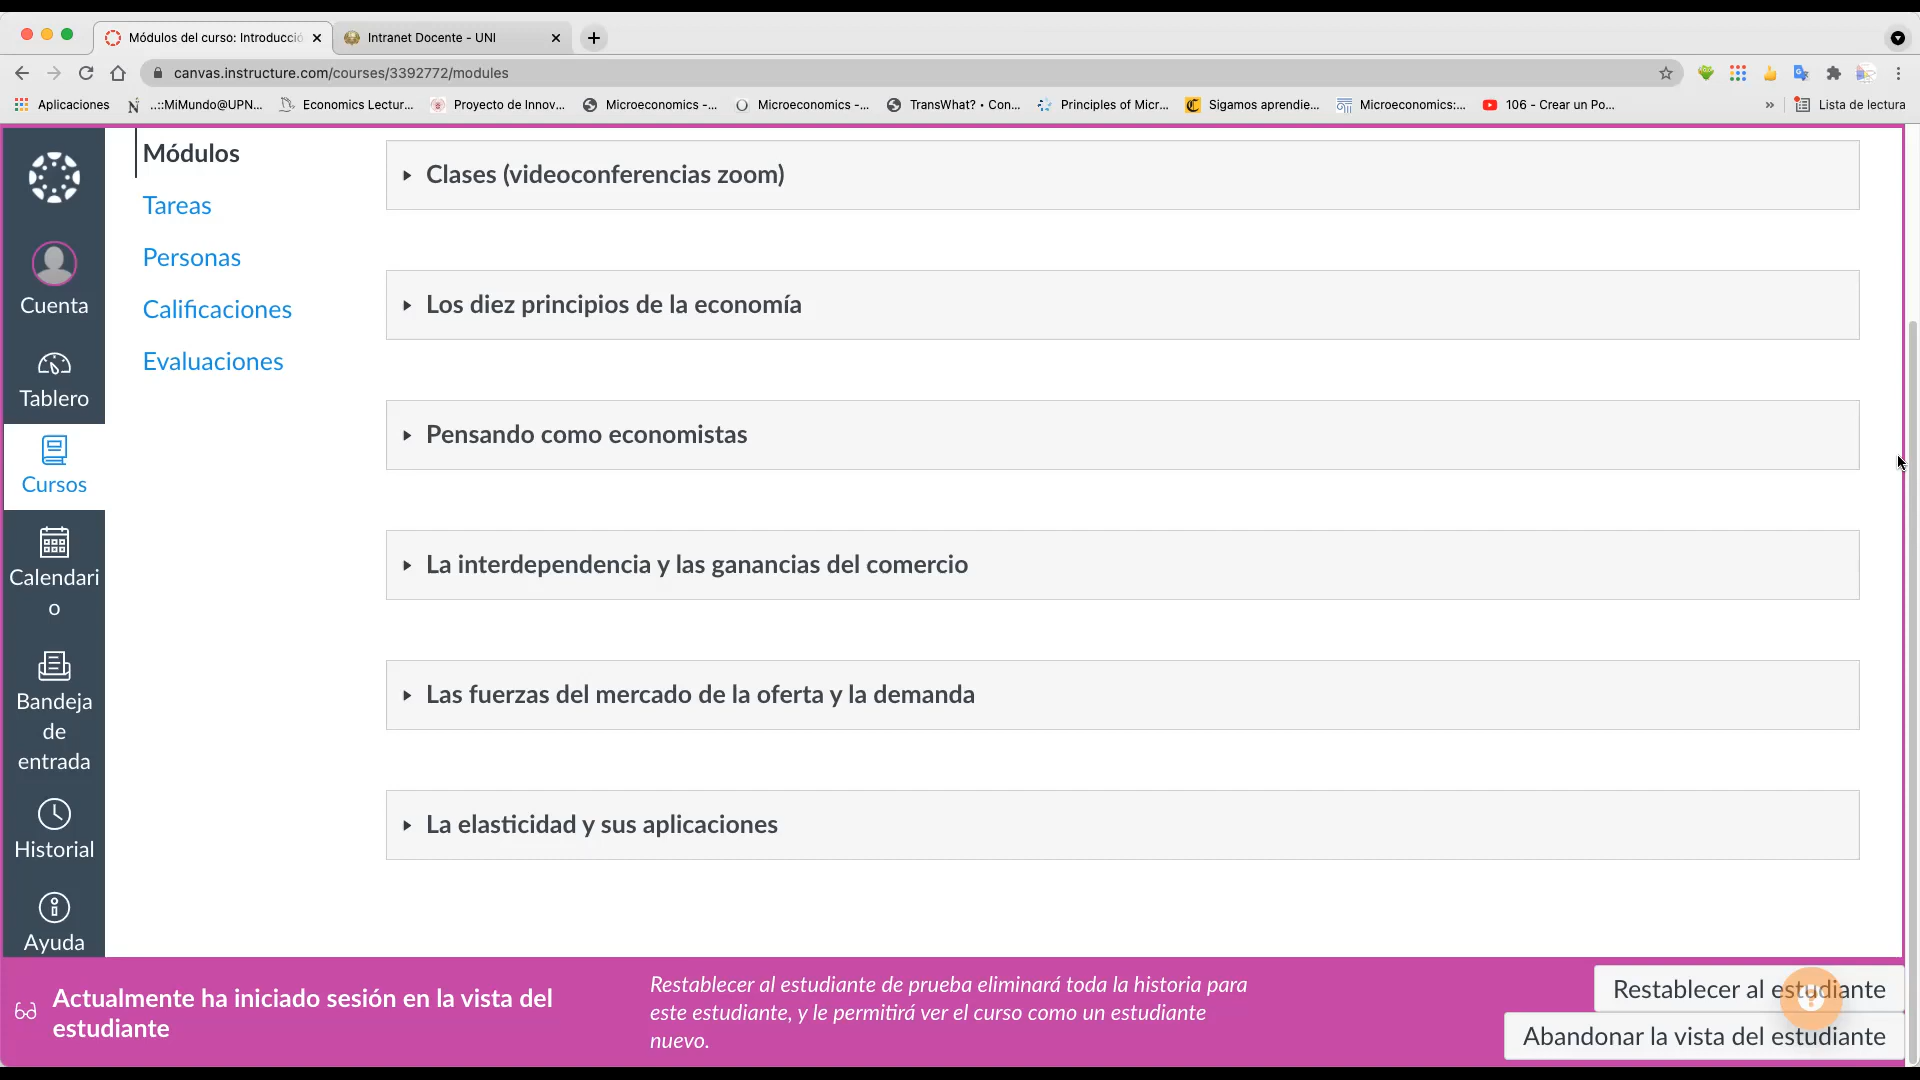 Módulos del curso: Introducció
Intranet Docente - UNI
canvas.instructure.com/courses/3392772/modules
Aplicaciones
..::MiMundo@UPN...
Economics Lectur...
Proyecto de Innov...
Microeconomics -...
Microeconomics -...
TransWhat? • Con...
Principles of Micr...
Sigamos aprendie...
Microeconomics:...
106 - Crear un Po...
»
Lista de lectura
Cuenta
Tablero
Cursos
Calendari
o
Bandeja
de
entrada
Historial
Ayuda
Módulos
Tareas
Personas
Calificaciones
Evaluaciones
Clases (videoconferencias zoom)
Los diez principios de la economía
Pensando como economistas
La interdependencia y las ganancias del comercio
Las fuerzas del mercado de la oferta y la demanda
La elasticidad y sus aplicaciones
Actualmente ha iniciado sesión en la vista del
estudiante
Restablecer al estudiante de prueba eliminará toda la historia para
este estudiante, y le permitirá ver el curso como un estudiante
nuevo.
Restablecer al estudiante
Abandonar la vista del estudiante